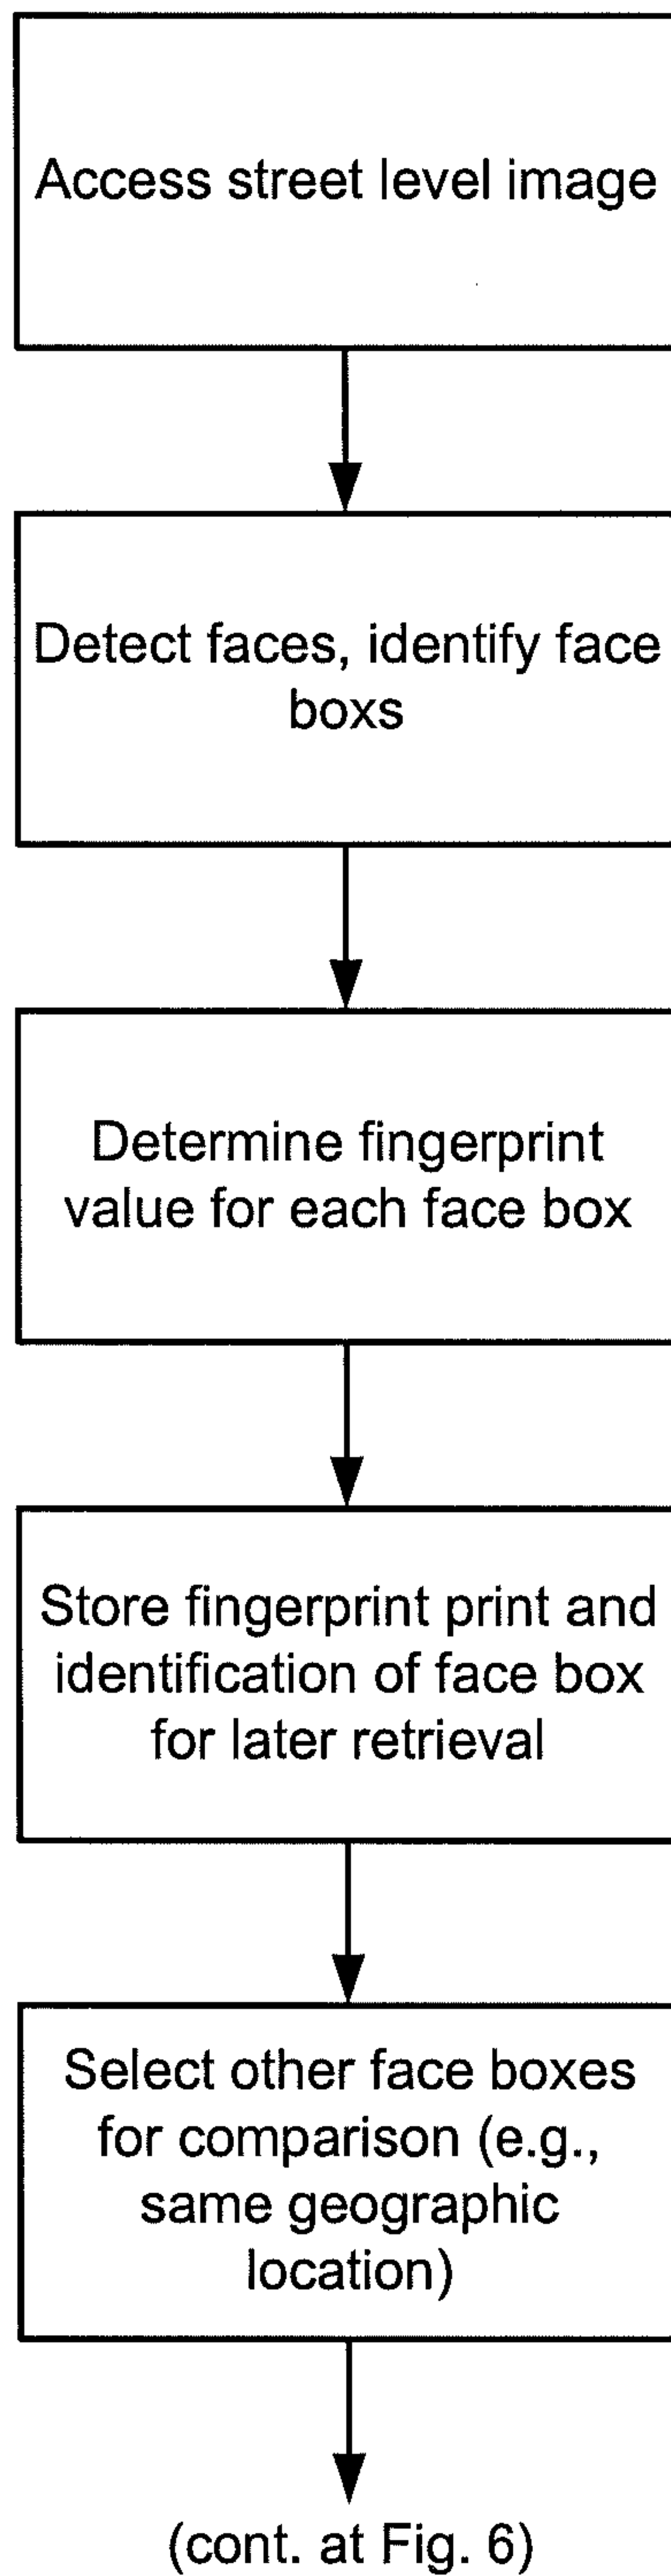 Access street level image
Detect faces, identify face
boxs
Determine fingerprint
value for each face box
Store fingerprint print and
identification of face box
for later retrieval
Select other face boxes
for comparison (e.g.,
same geographic
location)
(cont. at Fig. 6)